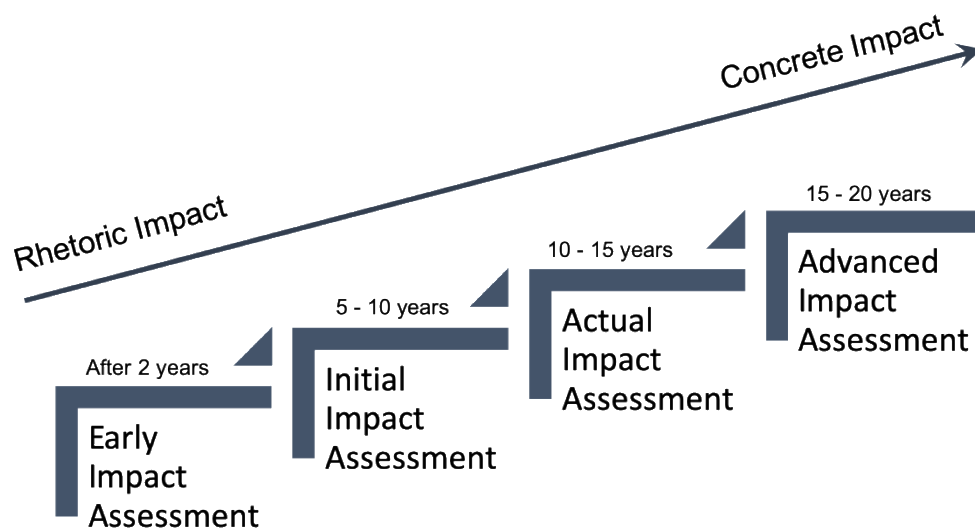 Rhetoric Impact
Concrete Impact
After 2 years
Early
Impact
Assessment
5 - 10 years
Initial
Impact
Assessment
10 - 15 years
Actual
Impact
Assessment
15 - 20 years
Advanced
Impact
Assessment